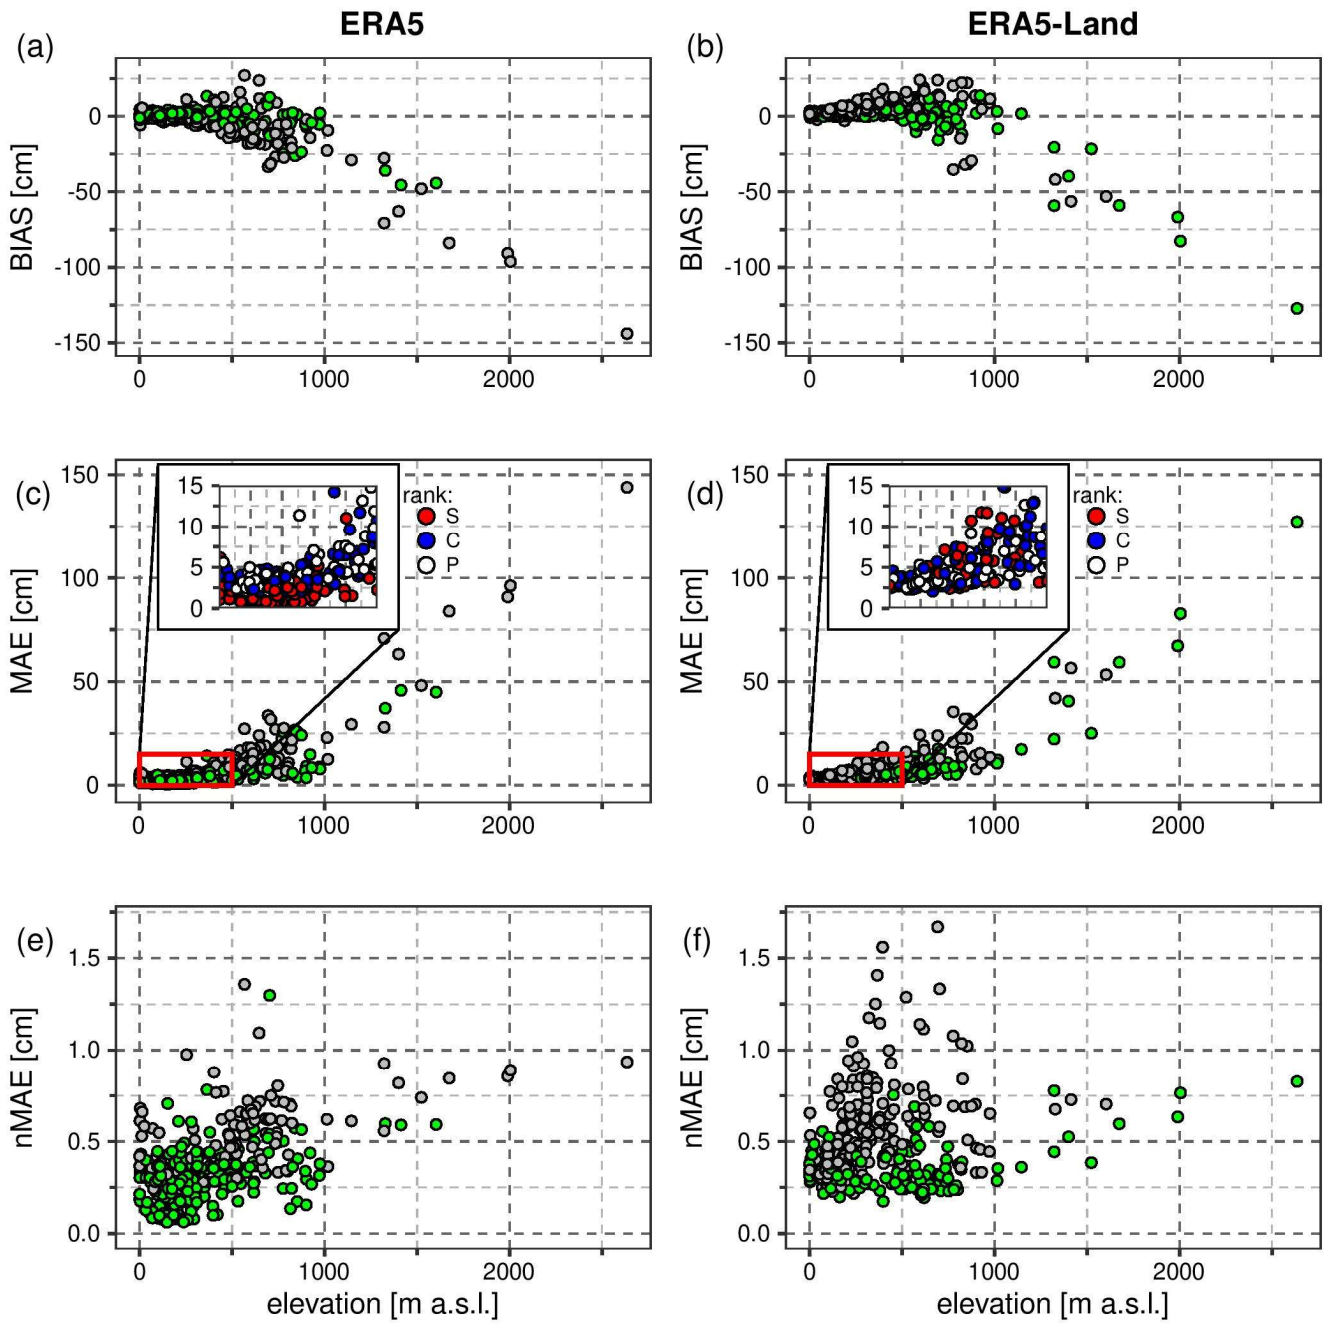 ERA5
ERA5-Land
(a)
(b)
BIAS [cm]
0
-50
-100
-150
0 1000 2000
BIAS [cm]
0
-50
-100
-150
0 1000 2000
(c)
MAE [cm]
150
100
50
0
15
10
5
0
rank:
S
C
P
0 1000 2000
(d)
MAE [cm]
150
100
50
0
15
10
5
0
rank:
S
C
P
0 1000 2000
(e)
nMAE [cm]
1.5
1.0
0.5
0.0
0 1000 2000
elevation [m a.s.l.]
(f)
nMAE [cm]
1.5
1.0
0.5
0.0
0 1000 2000
elevation [m a.s.l.]